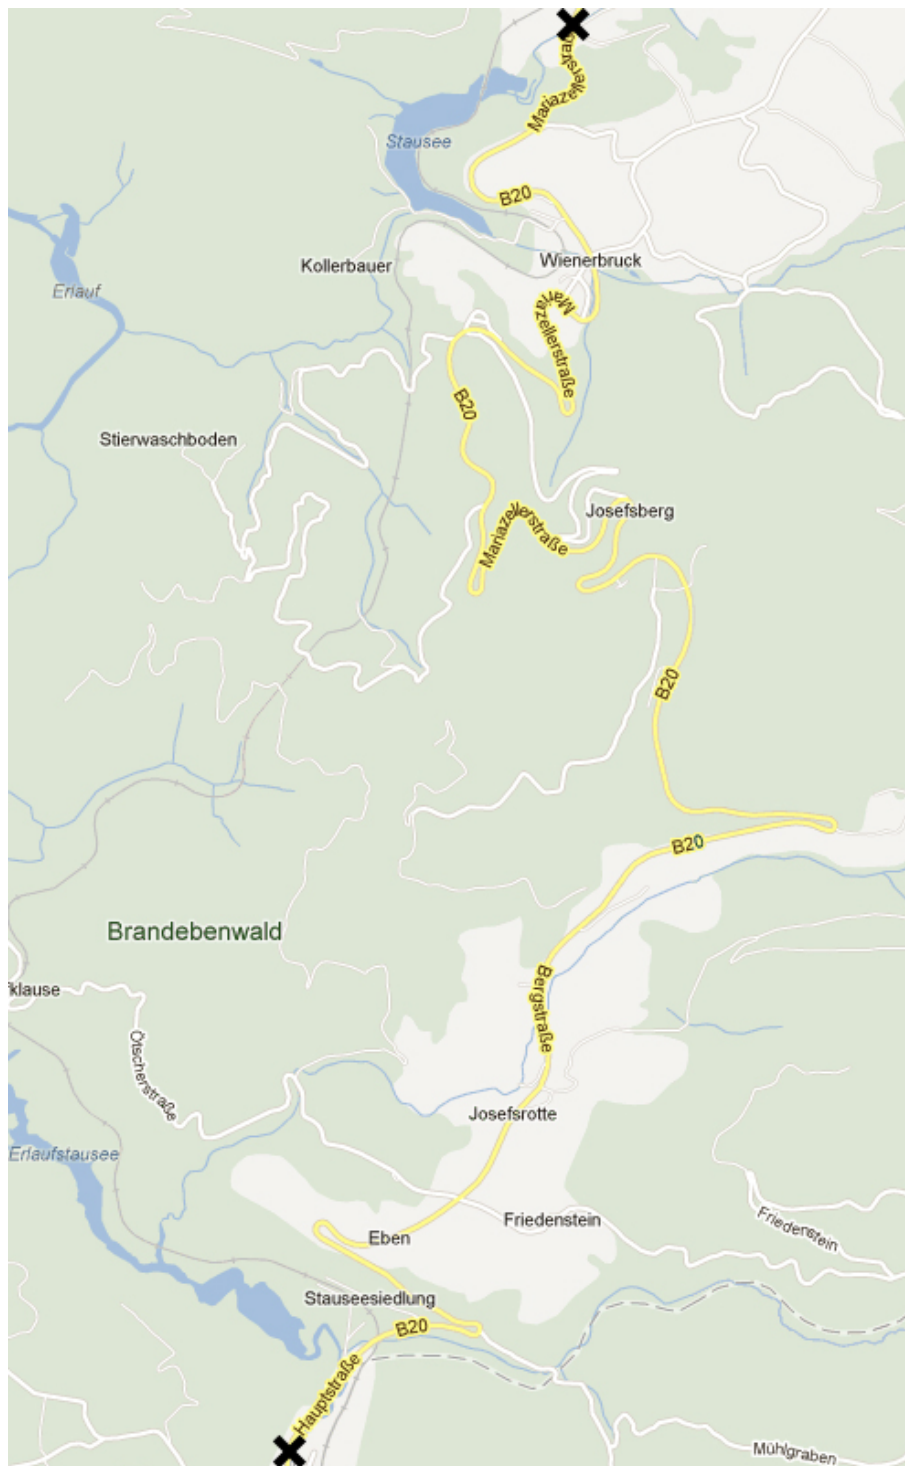 Mariazellerstraße
Stausee
B20
Kollerbauer
Wienerbruck
Erlauf
Mariazellerstraße
B20
Stierwaschboden
Josefsberg
Mariazellerstraße
B20
B20
Brandebenwald
Bergstraße
fklause
Ötscherstraße
Josefsrotte
Erlaufstausee
Friedenstein
Friedenstein
Eben
Stauseesiedlung
B20
Hauptstraße
Mühlgraben